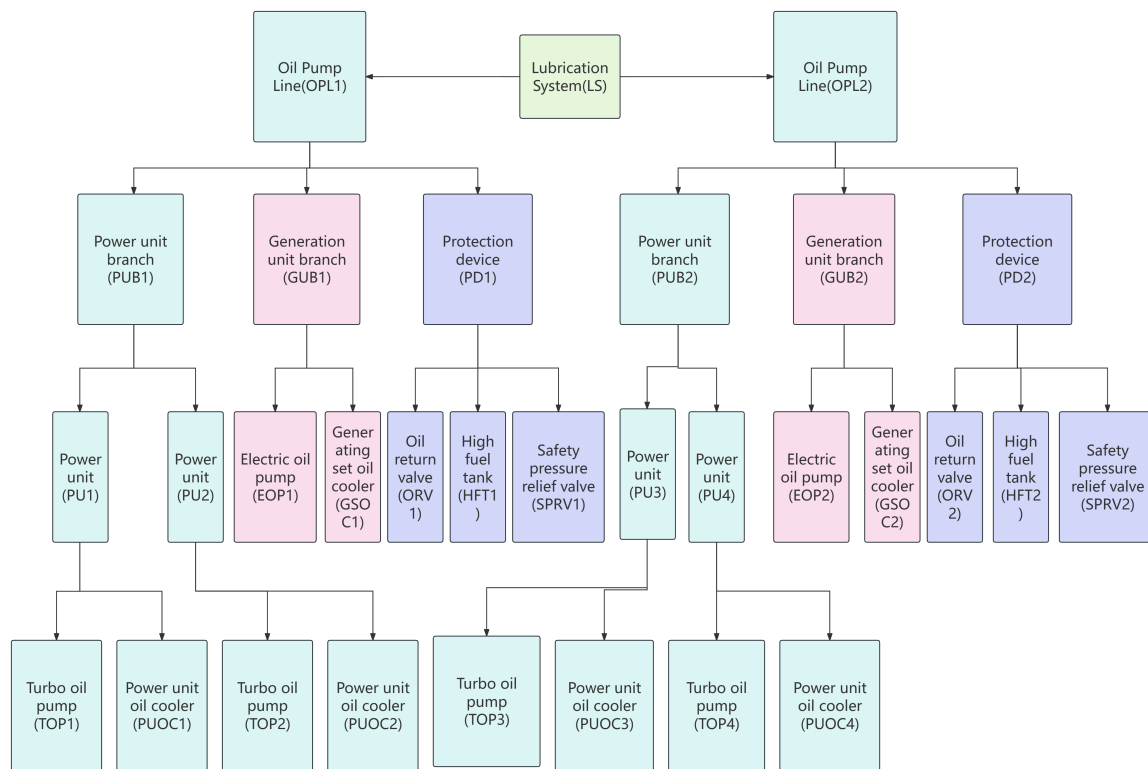 Oil Pump
Line(OPL1)
Lubrication
System(LS)
Oil Pump
Line(OPL2)
Power unit
branch
(PUB1)
Generation
unit branch
(GUB1)
Protection
device
(PD1)
Power unit
branch
(PUB2)
Generation
unit branch
(GUB2)
Protection
device
(PD2)
Power
unit
(PU1)
Power
unit
(PU2)
Electric oil
pump
(EOP1)
Gener
ating
set oil
cooler
(GSO
C1)
Oil
return
valve
(ORV
1)
High
fuel
tank
(HFT1
)
Safety
pressure
relief valve
(SPRV1)
Power
unit
(PU3)
Power
unit
(PU4)
Electric
oil pump
(EOP2)
Gener
ating
set oil
cooler
(GSO
C2)
Oil
return
valve
(ORV
2)
High
fuel
tank
(HFT2
)
Safety
pressure
relief valve
(SPRV2)
Turbo oil
pump
(TOP1)
Power unit
oil cooler
(PUOC1)
Turbo oil
pump
(TOP2)
Power unit
oil cooler
(PUOC2)
Turbo oil
pump
(TOP3)
Power unit
oil cooler
(PUOC3)
Turbo oil
pump
(TOP4)
Power unit
oil cooler
(PUOC4)